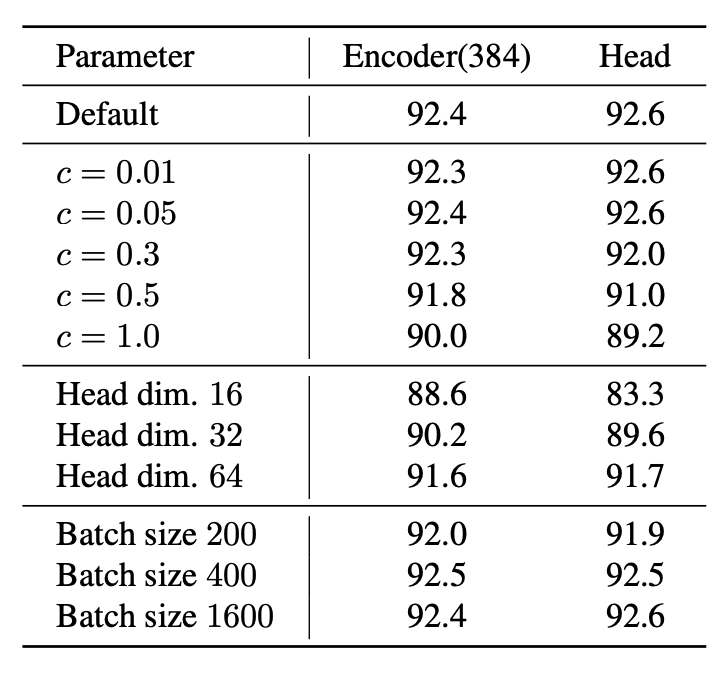 Parameter Encoder(384) Head
Default 92.4 92.6
c = 0.01 92.3 92.6
c = 0.05 92.4 92.6
c = 0.3 92.3 92.0
c = 0.5 91.8 91.0
c = 1.0 90.0 89.2
Head dim. 16 88.6 83.3
Head dim. 32 90.2 89.6
Head dim. 64 91.6 91.7
Batch size 200 92.0 91.9
Batch size 400 92.5 92.5
Batch size 1600 92.4 92.6